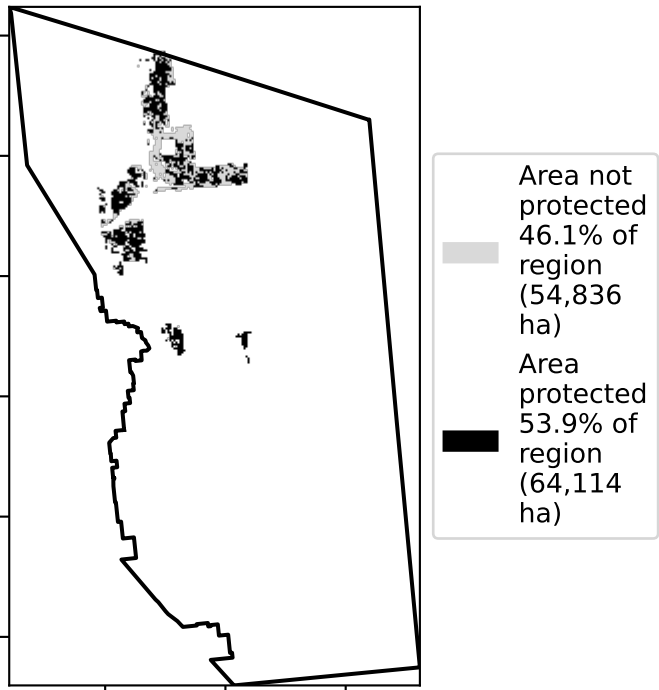 Area not
protected
46.1% of
region
(54,836
ha)
Area
protected
53.9% of
region
(64,114
ha)